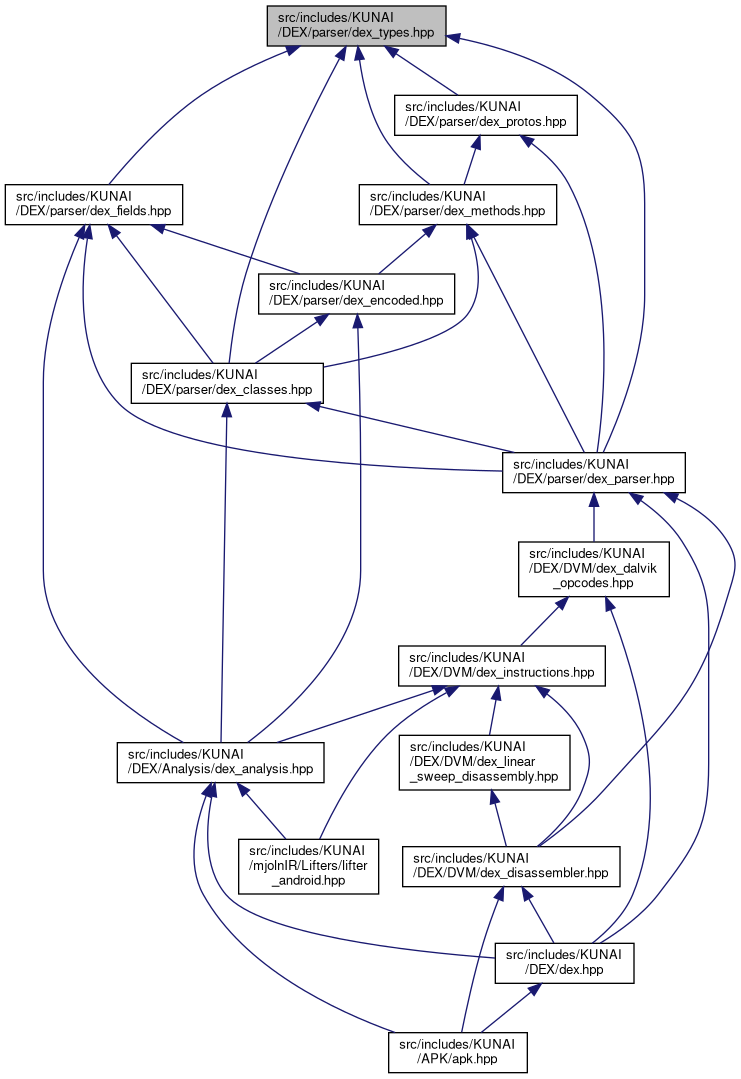 src/includes/KUNAI
/DEX/parser/dex_types.hpp
src/includes/KUNAI
/DEX/parser/dex_protos.hpp
src/includes/KUNAI
/DEX/parser/dex_fields.hpp
src/includes/KUNAI
/DEX/parser/dex_methods.hpp
src/includes/KUNAI
/DEX/parser/dex_encoded.hpp
src/includes/KUNAI
/DEX/parser/dex_classes.hpp
src/includes/KUNAI
/DEX/parser/dex_parser.hpp
src/includes/KUNAI
/DEX/DVM/dex_dalvik
_opcodes.hpp
src/includes/KUNAI
/DEX/DVM/dex_instructions.hpp
src/includes/KUNAI
/DEX/Analysis/dex_analysis.hpp
src/includes/KUNAI
/DEX/DVM/dex_linear
_sweep_disassembly.hpp
src/includes/KUNAI
/mjolnIR/Lifters/lifter
_android.hpp
src/includes/KUNAI
/DEX/DVM/dex_disassembler.hpp
src/includes/KUNAI
/DEX/dex.hpp
src/includes/KUNAI
/APK/apk.hpp